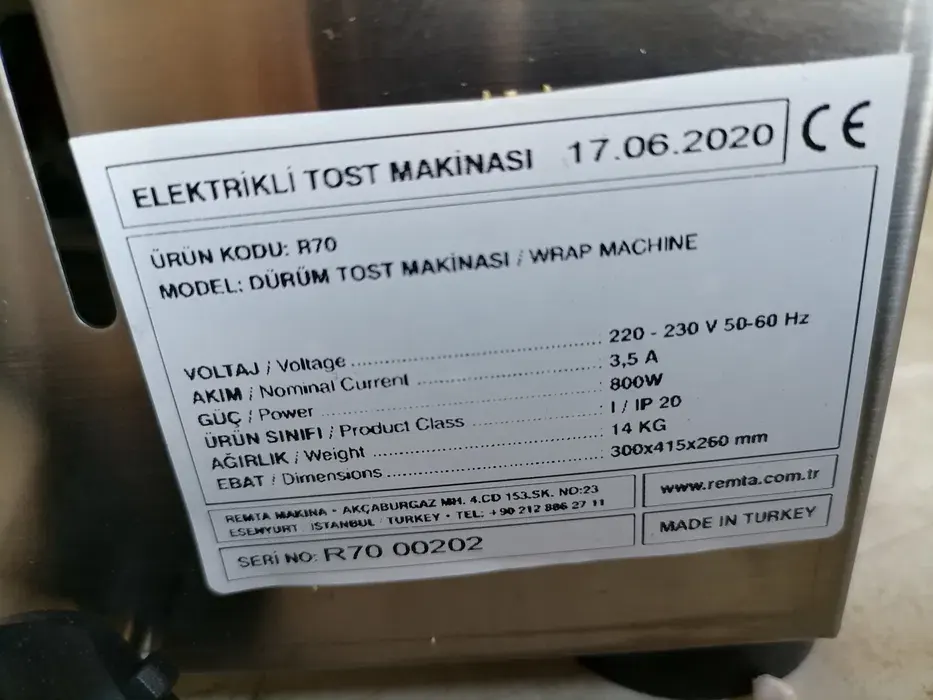 ELEKTRİKLİ TOST MAKİNASI 17.06.2020 CE
ÜRÜN KODU: R70
MODEL: DÜRÜM TOST MAKİNASI / WRAP MACHINE
VOLTAJ / Voltage ........................ 220 - 230 V 50-60 Hz
AKIM / Nominal Current ........................ 3,5 A
GÜÇ / Power ........................ 800W
ÜRÜN SINIFI / Product Class ........................ I / IP 20
AĞIRLIK / Weight ........................ 14 KG
EBAT / Dimensions ........................ 300x415x260 mm
REMTA MAKİNA - AKÇABURGAZ MH. 4.CD 153.SK. NO:23
ESENYURT / ISTANBUL / TURKEY • TEL: +90 212 886 27 11
www.remta.com.tr
MADE IN TURKEY
SERİ NO: R70 00202